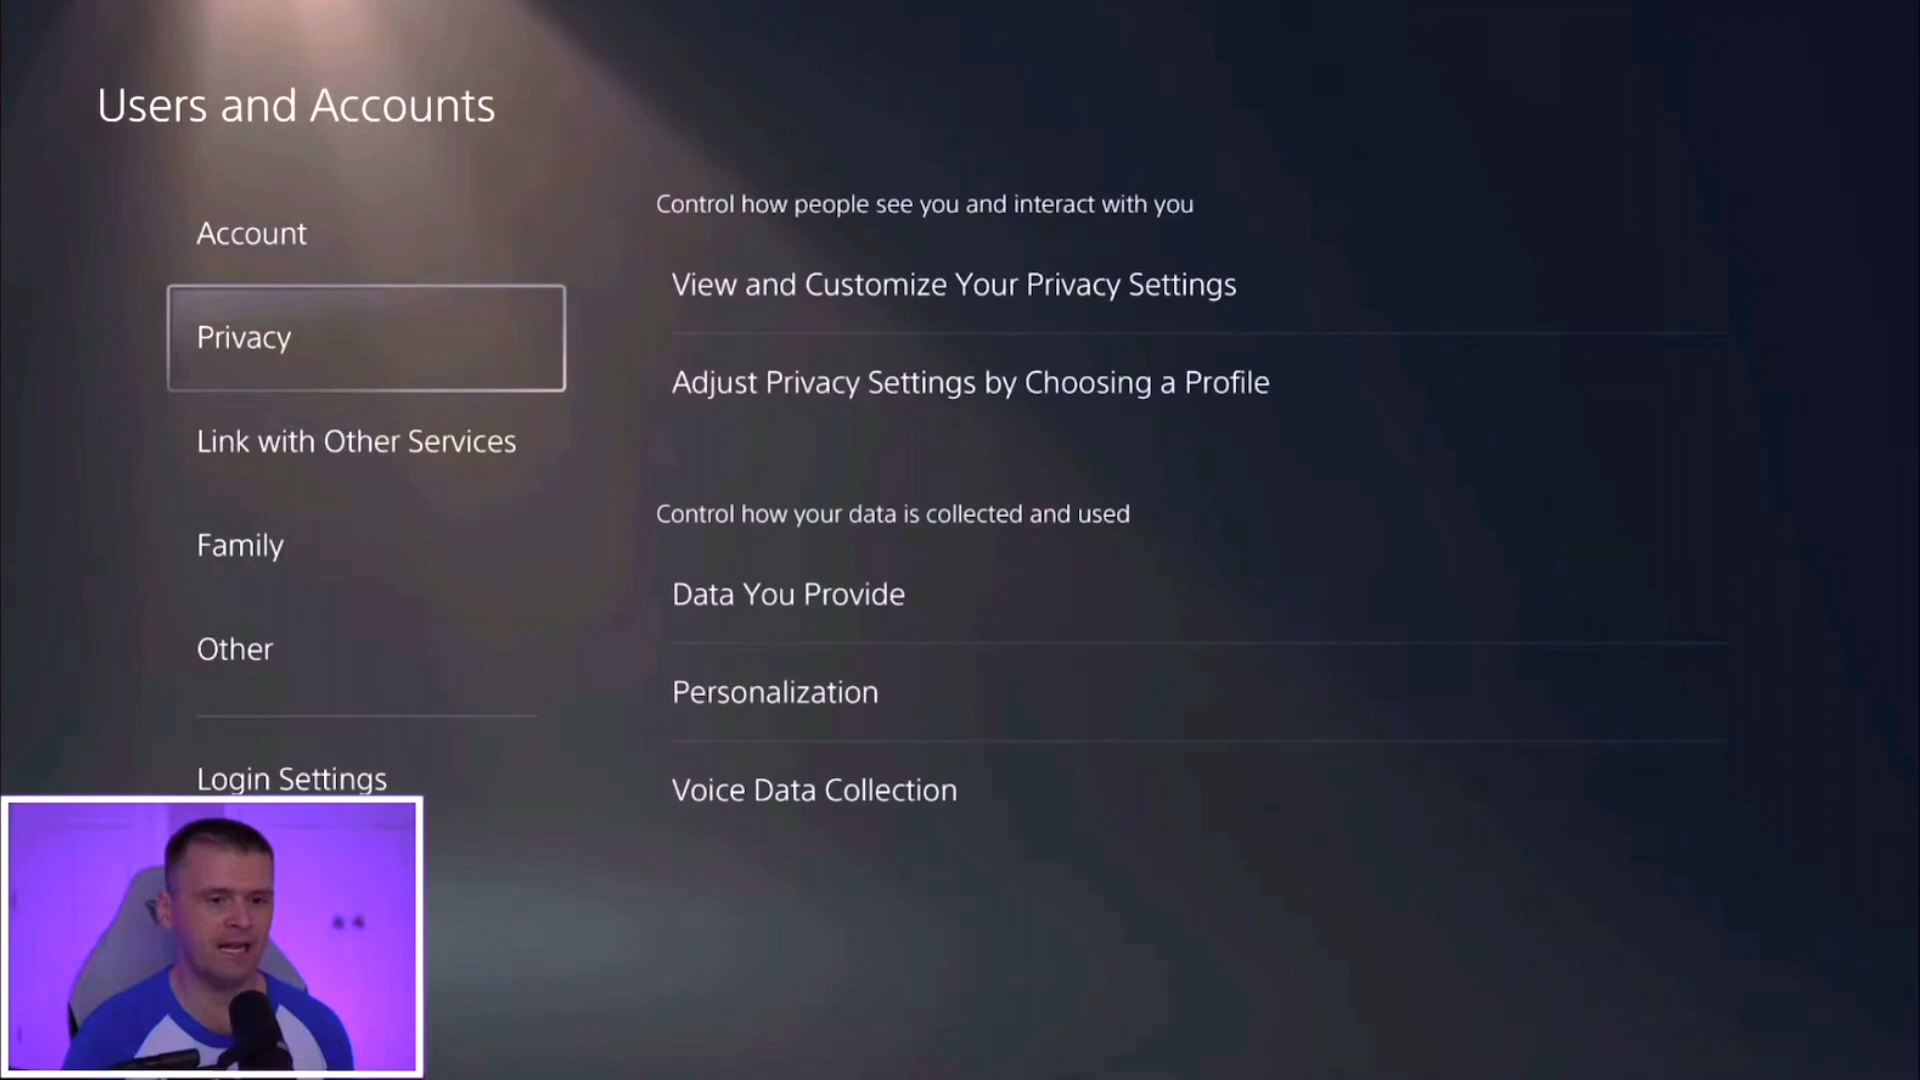 Users and Accounts
Account
Privacy
Link with Other Services
Family
Other
Login Settings
Control how people see you and interact with you
View and Customize Your Privacy Settings
Adjust Privacy Settings by Choosing a Profile
Control how your data is collected and used
Data You Provide
Personalization
Voice Data Collection